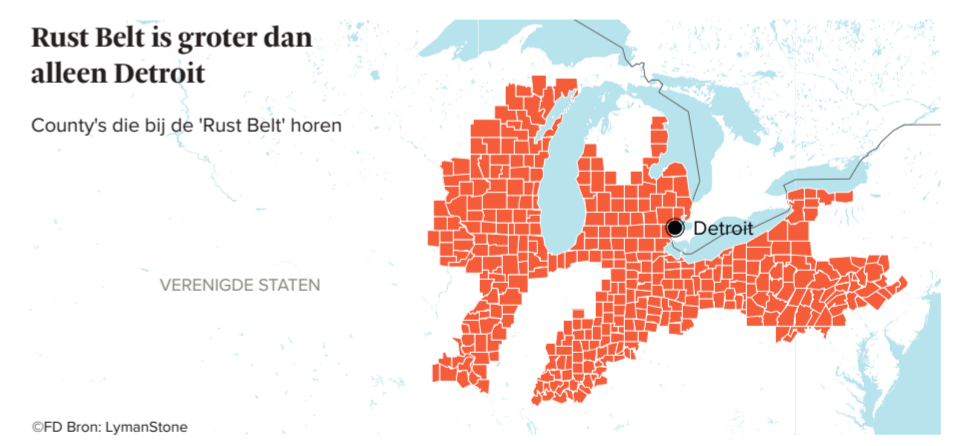 Rust Belt is groter dan
alleen Detroit
County's die bij de 'Rust Belt' horen
Detroit
VERENIGDE STATEN
©FD Bron: LymanStone